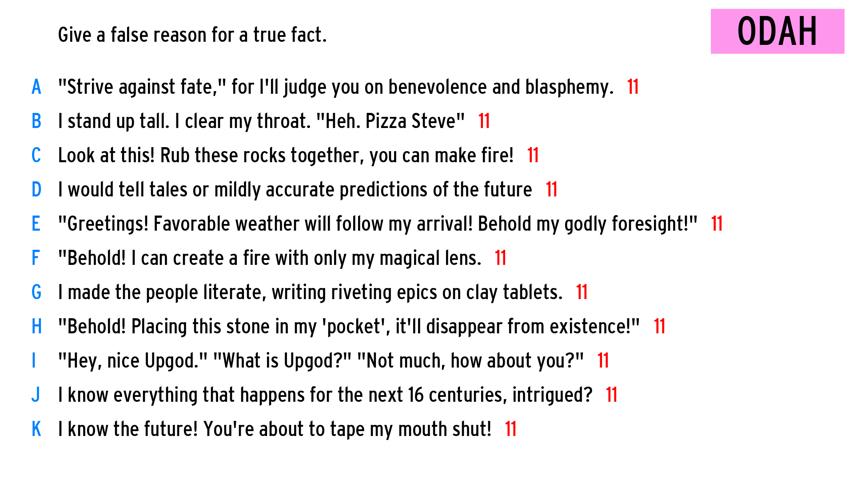 Give a false reason for a true fact.
ODAH
A "Strive against fate," for I'll judge you on benevolence and blasphemy. 11
B I stand up tall. I clear my throat. "Heh. Pizza Steve" 11
C Look at this! Rub these rocks together, you can make fire! 11
D I would tell tales or mildly accurate predictions of the future 11
E "Greetings! Favorable weather will follow my arrival! Behold my godly foresight!" 11
F "Behold! I can create a fire with only my magical lens. 11
G I made the people literate, writing riveting epics on clay tablets. 11
H "Behold! Placing this stone in my 'pocket', it'll disappear from existence!" 11
I "Hey, nice Upgod." "What is Upgod?" "Not much, how about you?" 11
J I know everything that happens for the next 16 centuries, intrigued? 11
K I know the future! You're about to tape my mouth shut! 11